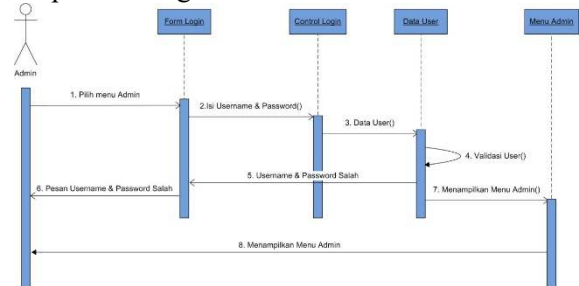 Form Login
Control Login
Data User
Menu Admin
Admin
1. Pilih menu Admin
2.Isi Username & Password()
3. Data User()
4. Validasi User()
5. Username & Password Salah
6. Pesan Username & Password Salah
7. Menampilkan Menu Admin()
8. Menampilkan Menu Admin